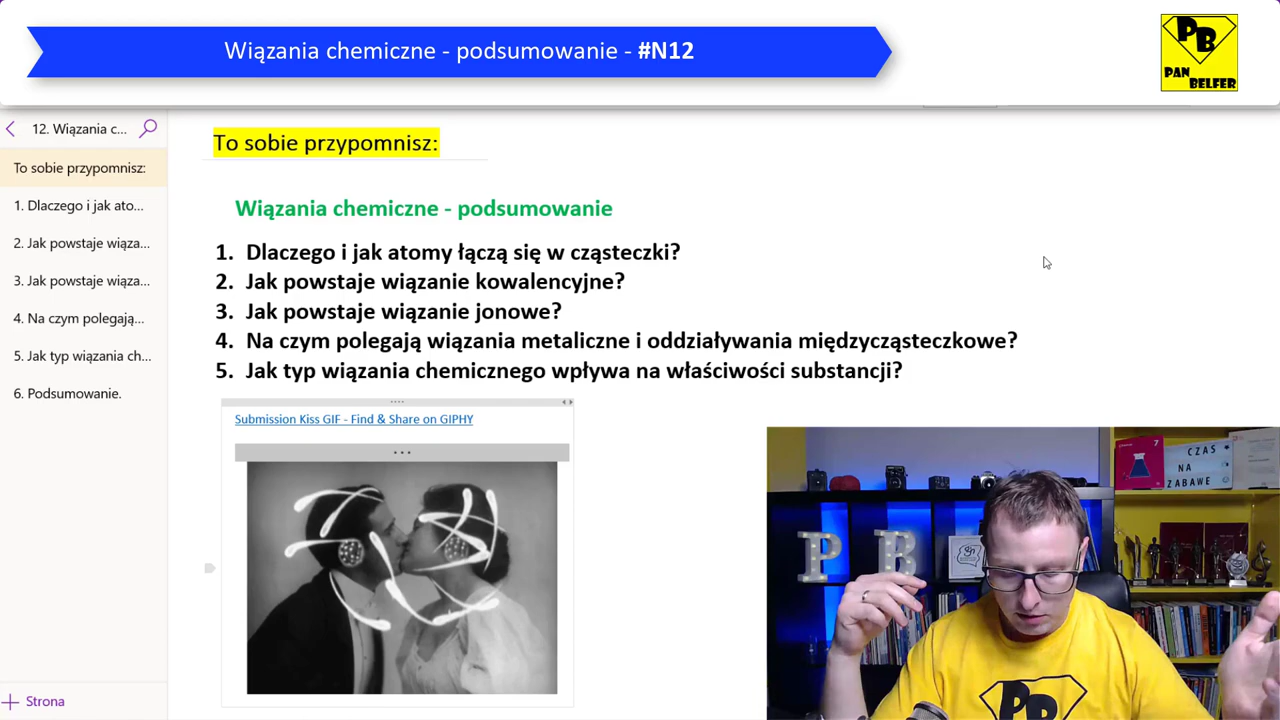 Wiązania chemiczne - podsumowanie - #N12
PB
PAN
BELFER
12. Wiązania c...
To sobie przypomnisz:
1. Dlaczego i jak ato...
2. Jak powstaje wiąza...
3. Jak powstaje wiąza...
4. Na czym polegają...
5. Jak typ wiązania ch...
6. Podsumowanie.
Strona
To sobie przypomnisz:
Wiązania chemiczne - podsumowanie
1. Dlaczego i jak atomy łączą się w cząsteczki?
2. Jak powstaje wiązanie kowalencyjne?
3. Jak powstaje wiązanie jonowe?
4. Na czym polegają wiązania metaliczne i oddziaływania międzycząsteczkowe?
5. Jak typ wiązania chemicznego wpływa na właściwości substancji?
Submission Kiss GIF - Find & Share on GIPHY
7
CZAS
NA
ZABAWE
P B
PB